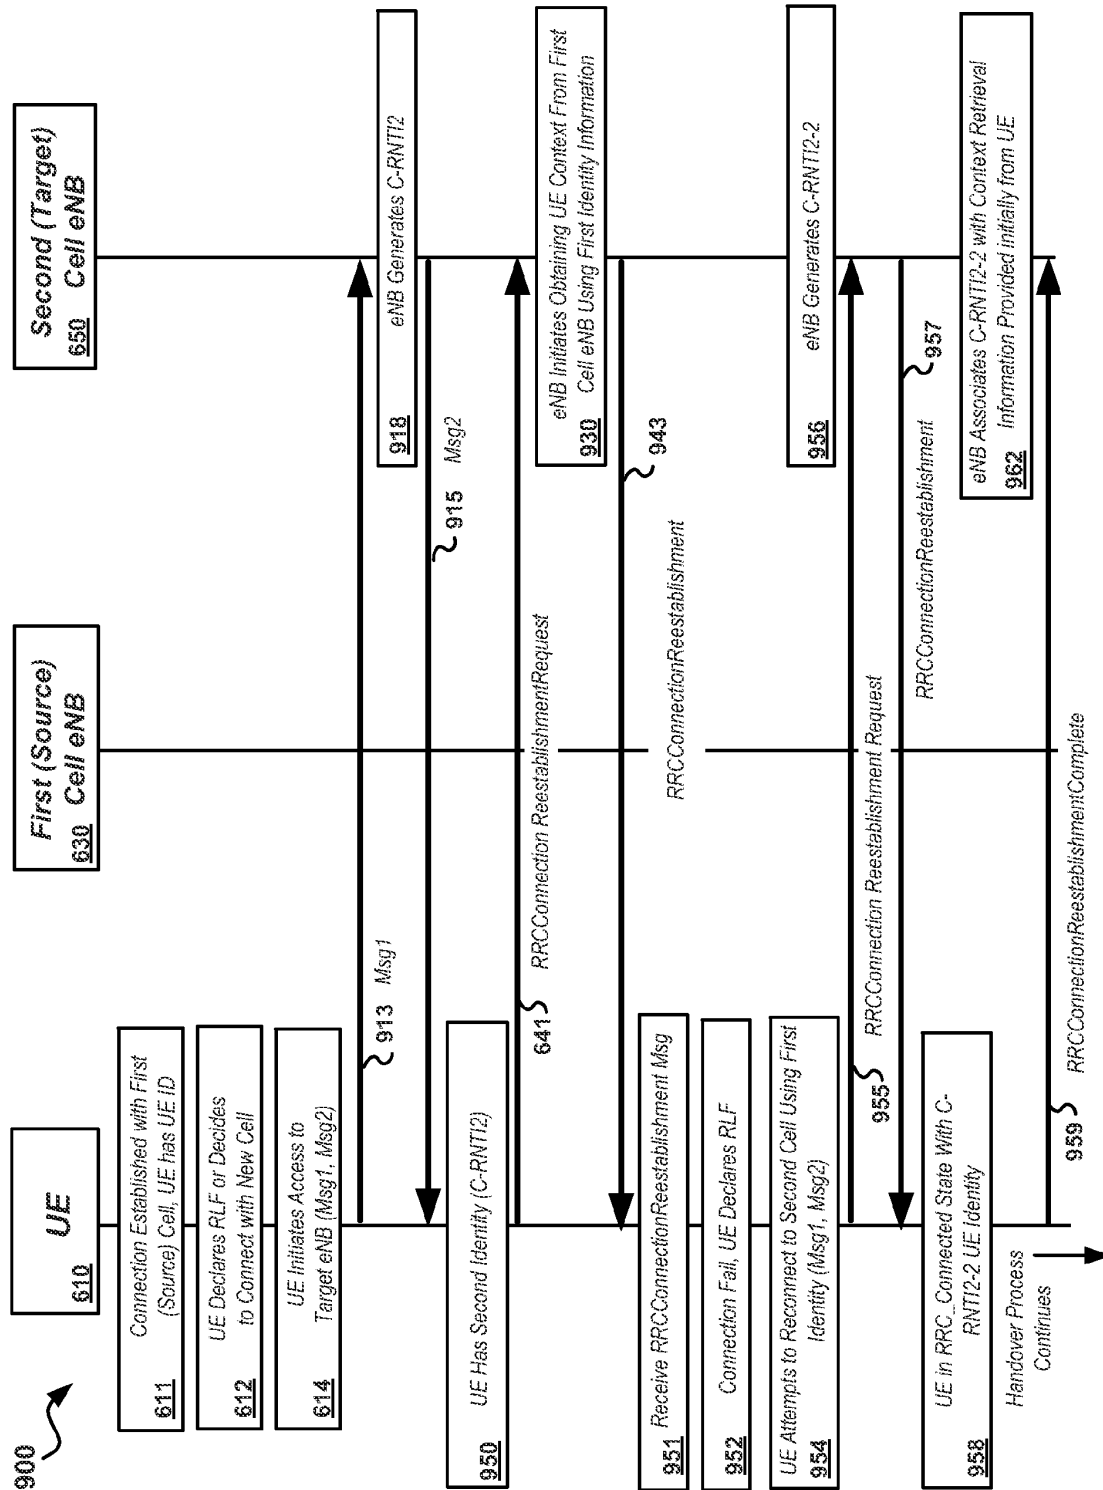 900
UE
610
First (Source)
630 Cell eNB
Second (Target)
650 Cell eNB
Connection Established with First
(Source) Cell, UE has UE ID
611
UE Declares RLF or Decides
to Connect with New Cell
612
UE Initiates Access to
Target eNB (Msg1, Msg2)
614
913 Msg1
eNB Generates C-RNTI2
918
915 Msg2
UE Has Second Identity (C-RNTI2)
950
641 RRCConnection ReestablishmentRequest
eNB Initiates Obtaining UE Context From First
Cell eNB Using First Identity Information
930
943
RRCConnectionReestablishment
Receive RRCConnectionReestablishment Msg
951
Connection Fail, UE Declares RLF
952
UE Attempts to Reconnect to Second Cell Using First
Identity (Msg1, Msg2)
954
eNB Generates C-RNTI2-2
956
955 RRCConnection Reestablishment Request
957
RRCConnectionReestablishment
UE in RRC_Connected State With C-
RNTI2-2 UE Identity
958
eNB Associates C-RNTI2-2 with Context Retrieval
Information Provided Initially from UE
962
959 RRCConnectionReestablishmentComplete
Handover Process
Continues